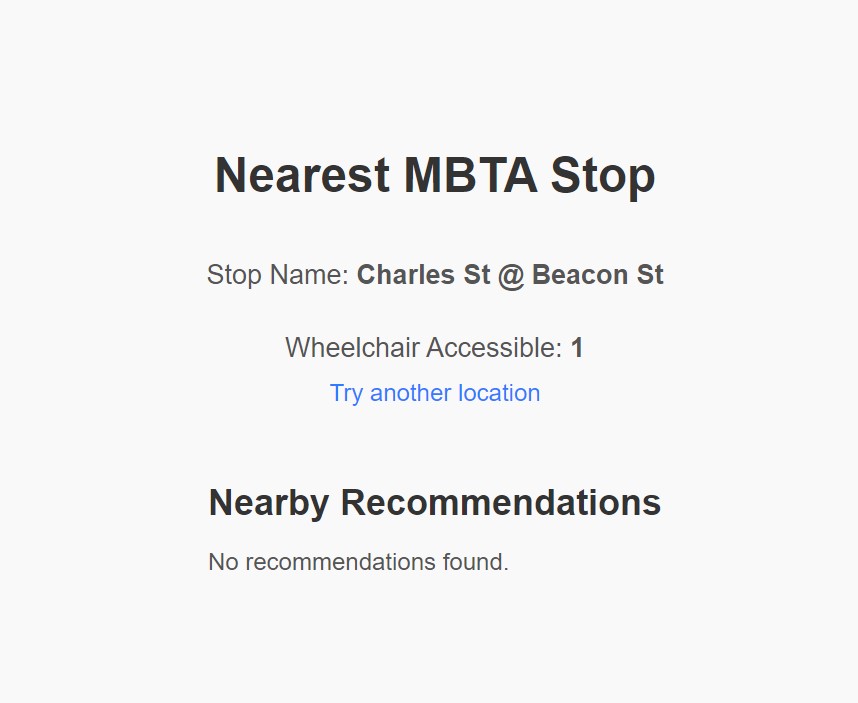 Nearest MBTA Stop
Stop Name: Charles St @ Beacon St
Wheelchair Accessible: 1
Try another location
Nearby Recommendations
No recommendations found.